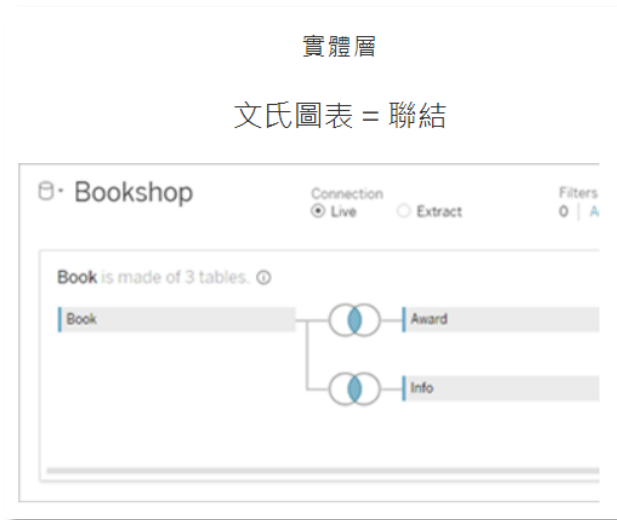 實體層
文氏圖表 = 聯結
Bookshop
Connection
Live Extract
Filters
0 | A
Book is made of 3 tables.
Book
Award
Info